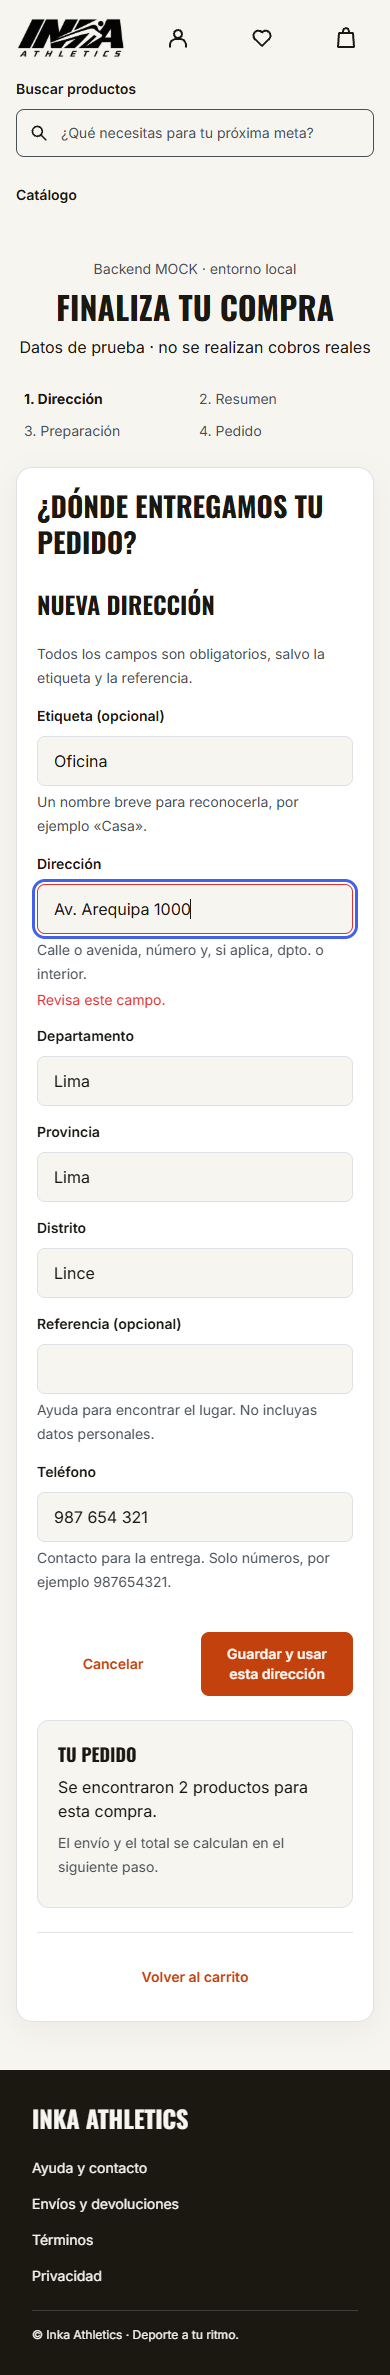 INKA
ATHLETICS
Buscar productos
¿Qué necesitas para tu próxima meta?
Catálogo
Backend MOCK · entorno local
FINALIZA TU COMPRA
Datos de prueba · no se realizan cobros reales
1. Dirección
2. Resumen
3. Preparación
4. Pedido
¿DÓNDE ENTREGAMOS TU
PEDIDO?
NUEVA DIRECCIÓN
Todos los campos son obligatorios, salvo la
etiqueta y la referencia.
Etiqueta (opcional)
Oficina
Un nombre breve para reconocerla, por
ejemplo «Casa».
Dirección
Av. Arequipa 1000
Calle o avenida, número y, si aplica, dpto. o
interior.
Revisa este campo.
Departamento
Lima
Provincia
Lima
Distrito
Lince
Referencia (opcional)
Ayuda para encontrar el lugar. No incluyas
datos personales.
Teléfono
987 654 321
Contacto para la entrega. Solo números, por
ejemplo 987654321.
Cancelar
Guardar y usar
esta dirección
TU PEDIDO
Se encontraron 2 productos para
esta compra.
El envío y el total se calculan en el
siguiente paso.
Volver al carrito
INKA ATHLETICS
Ayuda y contacto
Envíos y devoluciones
Términos
Privacidad
© Inka Athletics · Deporte a tu ritmo.